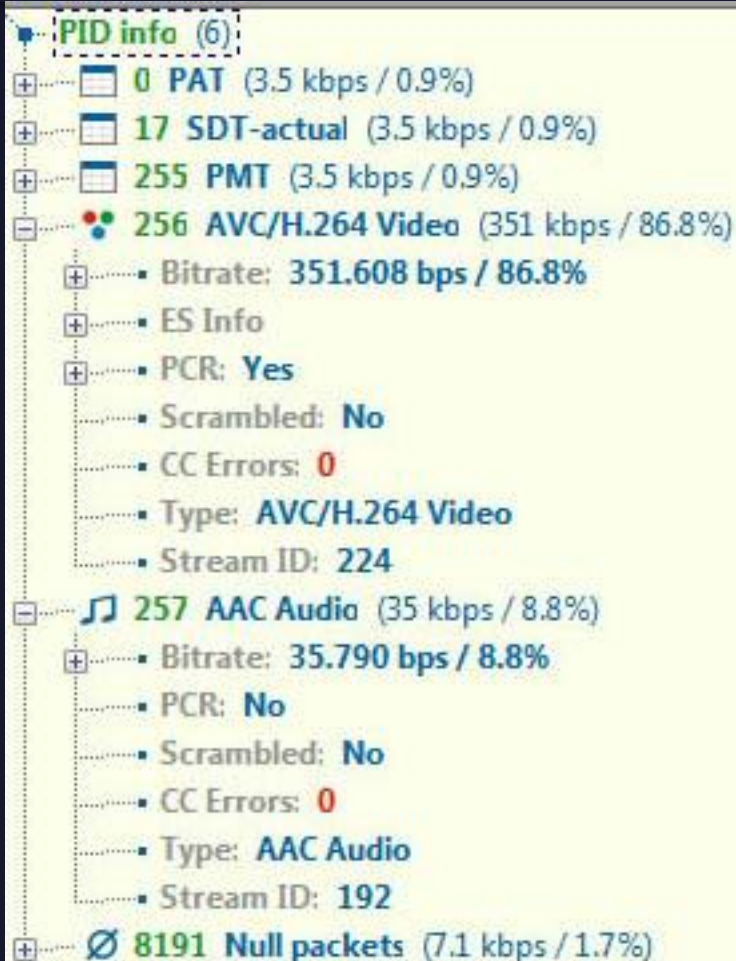 PID info (6)
0 PAT (3.5 kbps / 0.9%)
17 SDT-actual (3.5 kbps / 0.9%)
255 PMT (3.5 kbps / 0.9%)
256 AVC/H.264 Video (351 kbps / 86.8%)
Bitrate: 351.608 bps / 86.8%
ES Info
PCR: Yes
Scrambled: No
CC Errors: 0
Type: AVC/H.264 Video
Stream ID: 224
257 AAC Audio (35 kbps / 8.8%)
Bitrate: 35.790 bps / 8.8%
PCR: No
Scrambled: No
CC Errors: 0
Type: AAC Audio
Stream ID: 192
8191 Null packets (7.1 kbps / 1.7%)